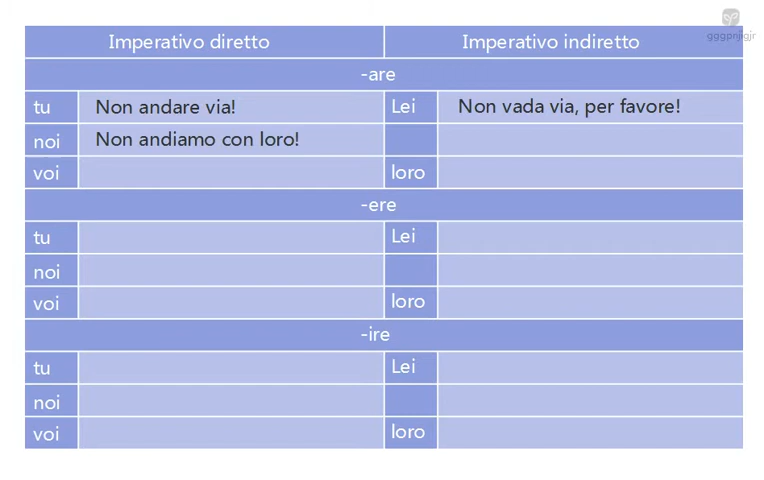 gggprijigjr
Imperativo diretto Imperativo indiretto
-are
tu Non andare via! Lei Non vada via, per favore!
noi Non andiamo con loro!
voi loro
-ere
tu Lei
noi
voi loro
-ire
tu Lei
noi
voi loro